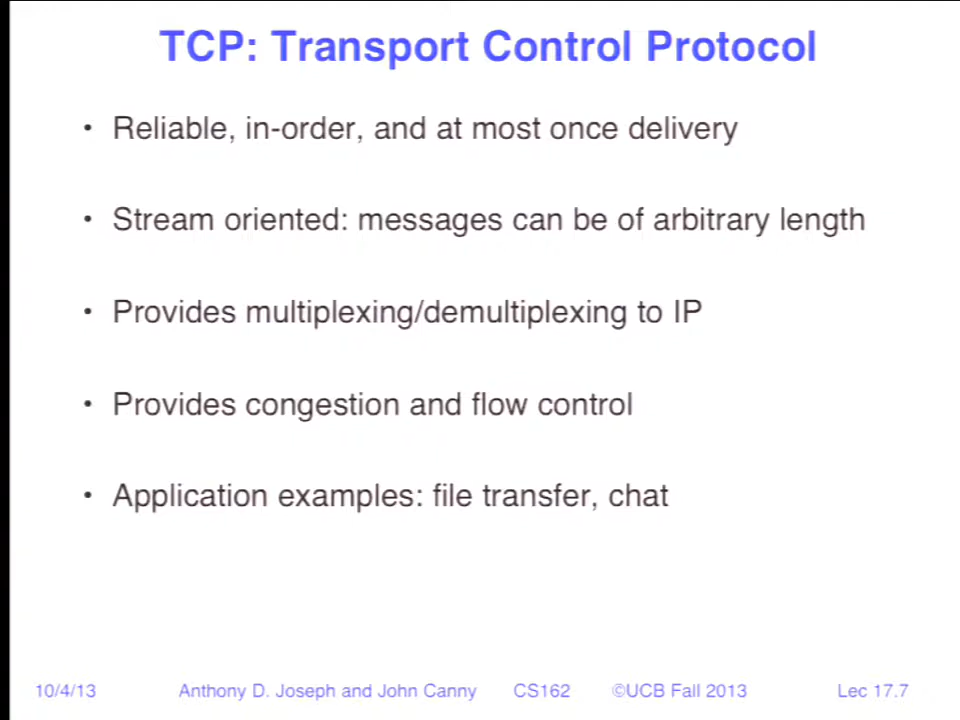 TCP: Transport Control Protocol
• Reliable, in-order, and at most once delivery
• Stream oriented: messages can be of arbitrary length
• Provides multiplexing/demultiplexing to IP
• Provides congestion and flow control
• Application examples: file transfer, chat
10/4/13 Anthony D. Joseph and John Canny CS162 ©UCB Fall 2013 Lec 17.7